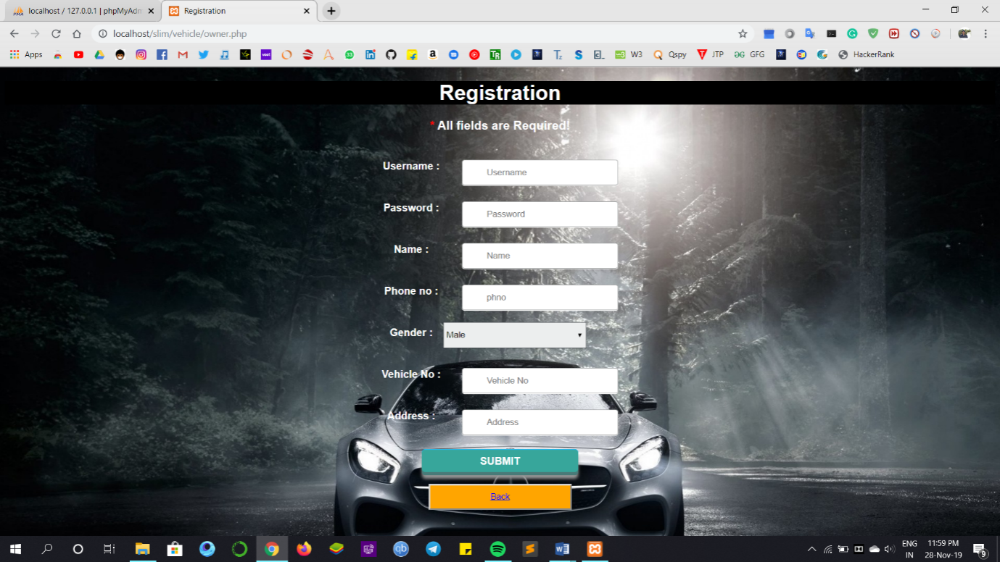 localhost / 127.0.0.1 | phpMyAdm
Registration
localhost/slim/vehicle/owner.php
Apps
W3
Qspy
JTP
GFG
HackerRank
Registration
* All fields are Required!
Username :
Username
Password :
Password
Name :
Name
Phone no :
phno
Gender :
Male
Vehicle No :
Vehicle No
Address :
Address
SUBMIT
Back
ENG
IN
11:59 PM
28-Nov-19
9